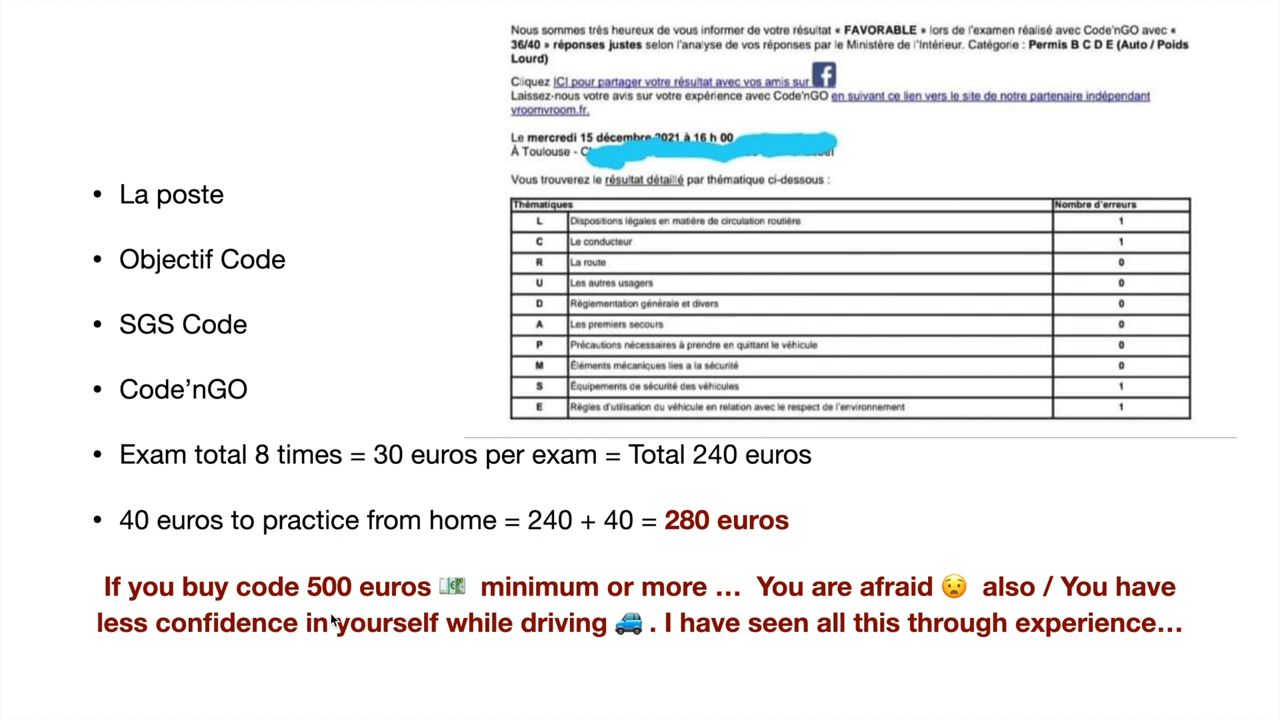 Nous sommes très heureux de vous informer de votre résultat « FAVORABLE » lors de l'examen réalisé avec Code'nGO avec «
36/40 » réponses justes selon l'analyse de vos réponses par le Ministère de l'Intérieur. Catégorie : Permis B C D E (Auto / Poids
Lourd)
Cliquez ICI pour partager votre résultat avec vos amis sur
Laissez-nous votre avis sur votre expérience avec Code'nGO en suivant ce lien vers le site de notre partenaire indépendant
vroomvroom.fr.
Le mercredi 15 décembre 2021 à 16 h 00
À Toulouse -
Vous trouverez le résultat détaillé par thématique ci-dessous :
Thématiques Nombre d'erreurs
L Dispositions légales en matière de circulation routière 1
C Le conducteur 1
R La route 0
U Les autres usagers 0
D Réglementation générale et divers 0
A Les premiers secours 0
P Précautions nécessaires à prendre en quittant le véhicule 0
M Éléments mécaniques lies a la sécurité 0
S Équipements de sécurité des véhicules 1
E Règles d'utilisation du véhicule en relation avec le respect de l'environnement 1
• La poste
• Objectif Code
• SGS Code
• Code’nGO
• Exam total 8 times = 30 euros per exam = Total 240 euros
• 40 euros to practice from home = 240 + 40 = 280 euros
If you buy code 500 euros 💶 minimum or more … You are afraid 😧 also / You have
less confidence in yourself while driving 🚙 . I have seen all this through experience…